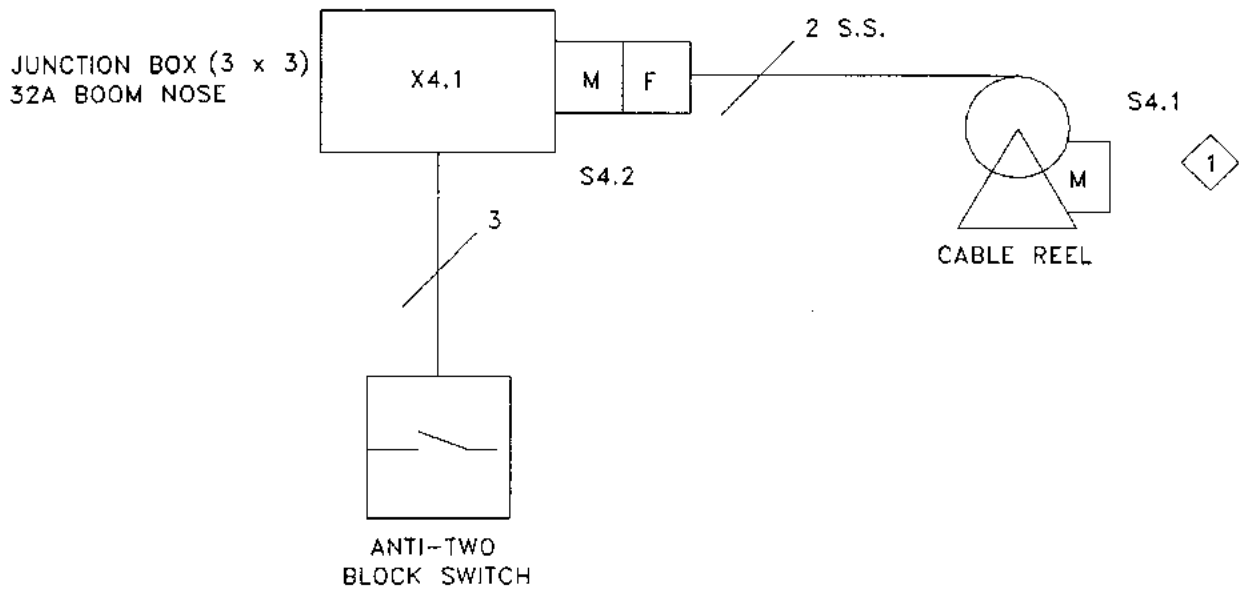 2 S.S.
JUNCTION BOX (3 x 3)
32A BOOM NOSE
X4.1
M
F
S4.1
S4.2
M
1
3
CABLE REEL
ANTI-TWO
BLOCK SWITCH